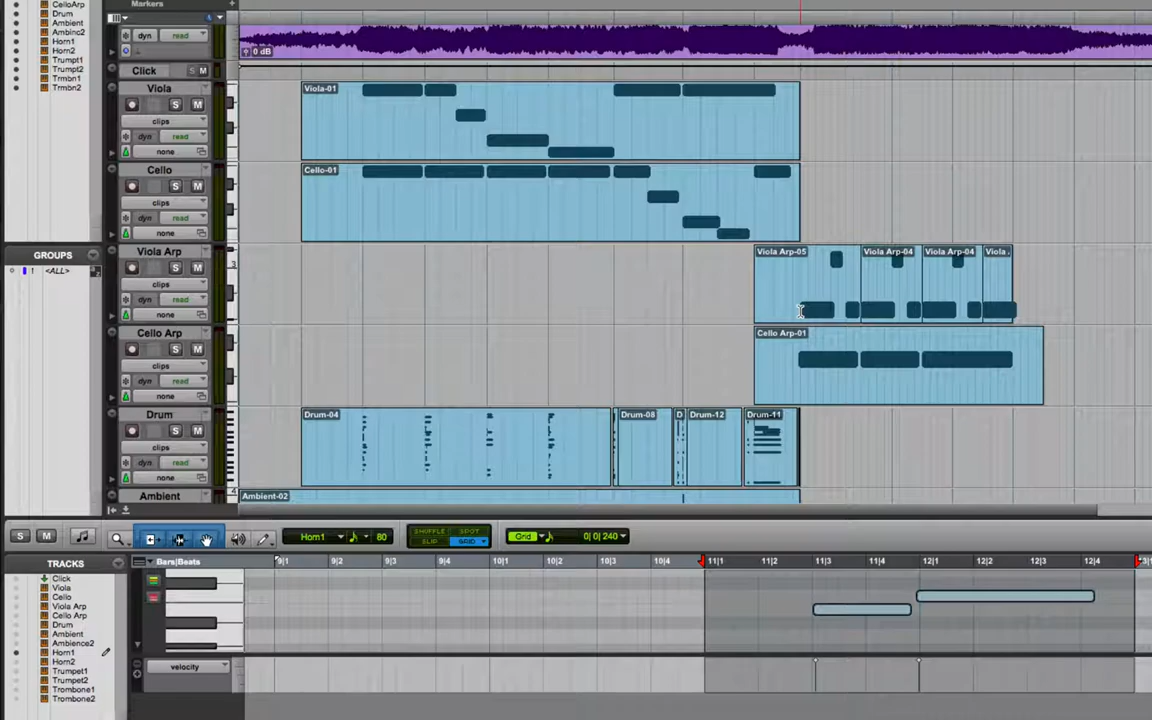 Markers
CelloArp
Drum
Ambient
Ambinc2
Horn1
Horn2
Trumpt1
Trumpt2
Trmbn1
Trmbn2
dyn read
0 dB
Click S M
Viola
S M
clips
dyn read
none
Viola-01
Cello
S M
clips
dyn read
none
Cello-01
GROUPS
1 <ALL>
Viola Arp
S M
clips
dyn read
none
3
Viola Arp-05
Viola Arp-04
Viola Arp-04
Viola
Cello Arp
S M
clips
dyn read
none
Cello Arp-01
Drum
S M
clips
dyn read
none
Drum-04
Drum-08
D
Drum-12
Drum-11
Ambient
4
Ambient-02
S M
Horn1
80
SHUFFLE SPOT
SLIP GRID
Grid
0| 0| 240
TRACKS
Bars|Beats
9|1
9|2
9|3
9|4
10|1
10|2
10|3
10|4
11|1
11|2
11|3
11|4
12|1
12|2
12|3
12|4
Click
Viola
Cello
Viola Arp
Cello Arp
Drum
Ambient
Ambience2
Horn1
Horn2
Trumpet1
Trumpet2
Trombone1
Trombone2
velocity